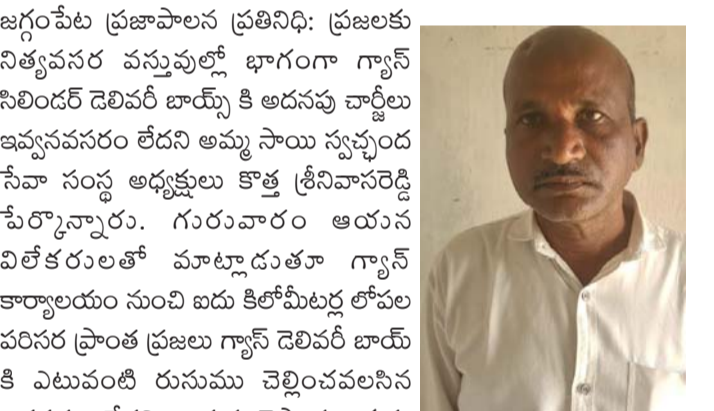 జగ్గంపేట ప్రజాపాలన ప్రతినిధి: ప్రజలకు
నిత్యవసర వస్తువుల్లో భాగంగా గ్యాస్
సిలిండర్ డెలివరీ బాయ్స్ కి అదనపు చార్జీలు
ఇవ్వనవసరం లేదని అమ్మ సాయి స్వచ్ఛంద
సేవా సంస్థ అధ్యక్షులు కొత్త శ్రీనివాసరెడ్డి
పేర్కొన్నారు. గురువారం ఆయన
విలేకరులతో మాట్లాడుతూ గ్యాస్
కార్యాలయం నుంచి ఐదు కిలోమీటర్ల లోపల
పరిసర ప్రాంత ప్రజలు గ్యాస్ డెలివరీ బాయ్
కి ఎటువంటి రుసుము చెల్లించవలసిన